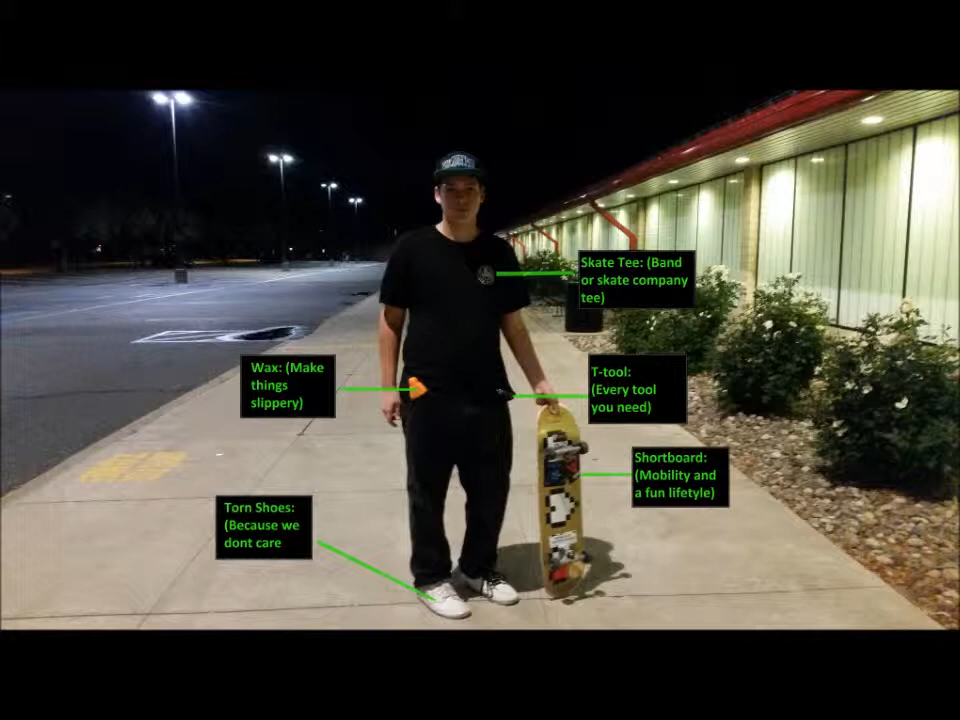 Skate Tee: (Band
or skate company
tee)
Wax: (Make
things
slippery)
T-tool:
(Every tool
you need)
Shortboard:
(Mobility and
a fun lifetyle)
Torn Shoes:
(Because we
dont care